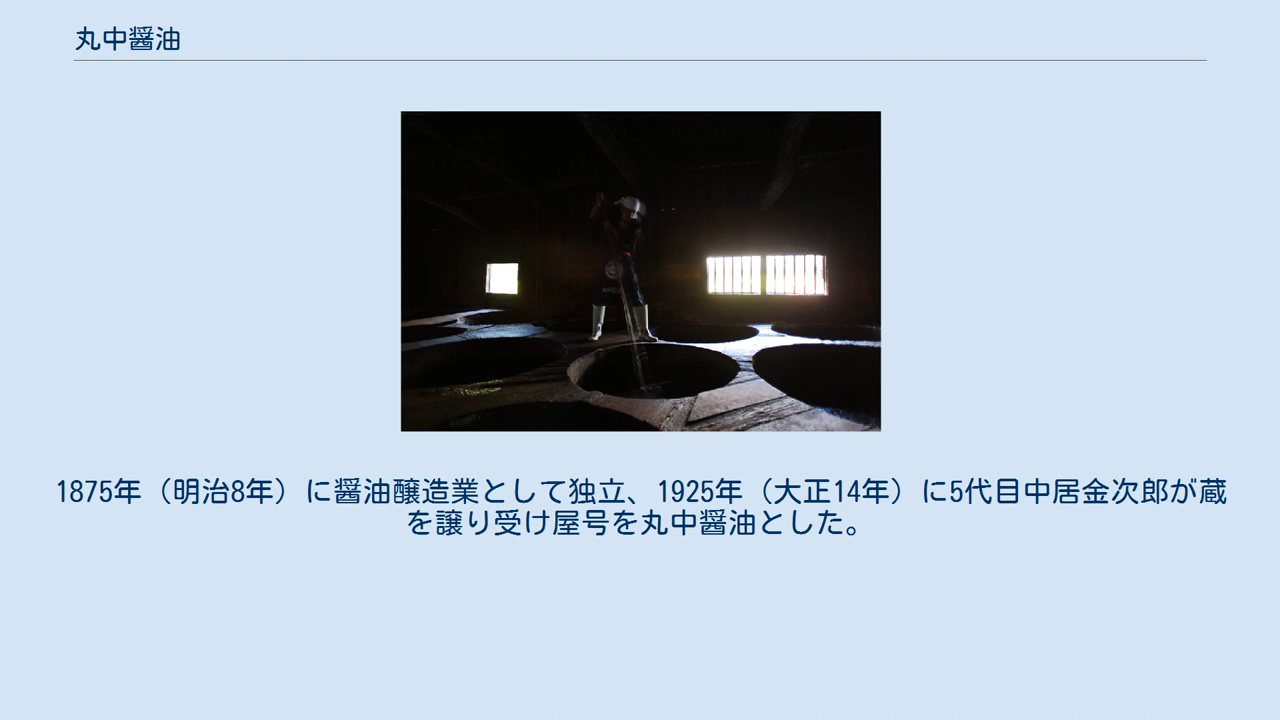 丸中醤油
1875年（明治8年）に醤油醸造業として独立、1925年（大正14年）に5代目中居金次郎が蔵
を譲り受け屋号を丸中醤油とした。